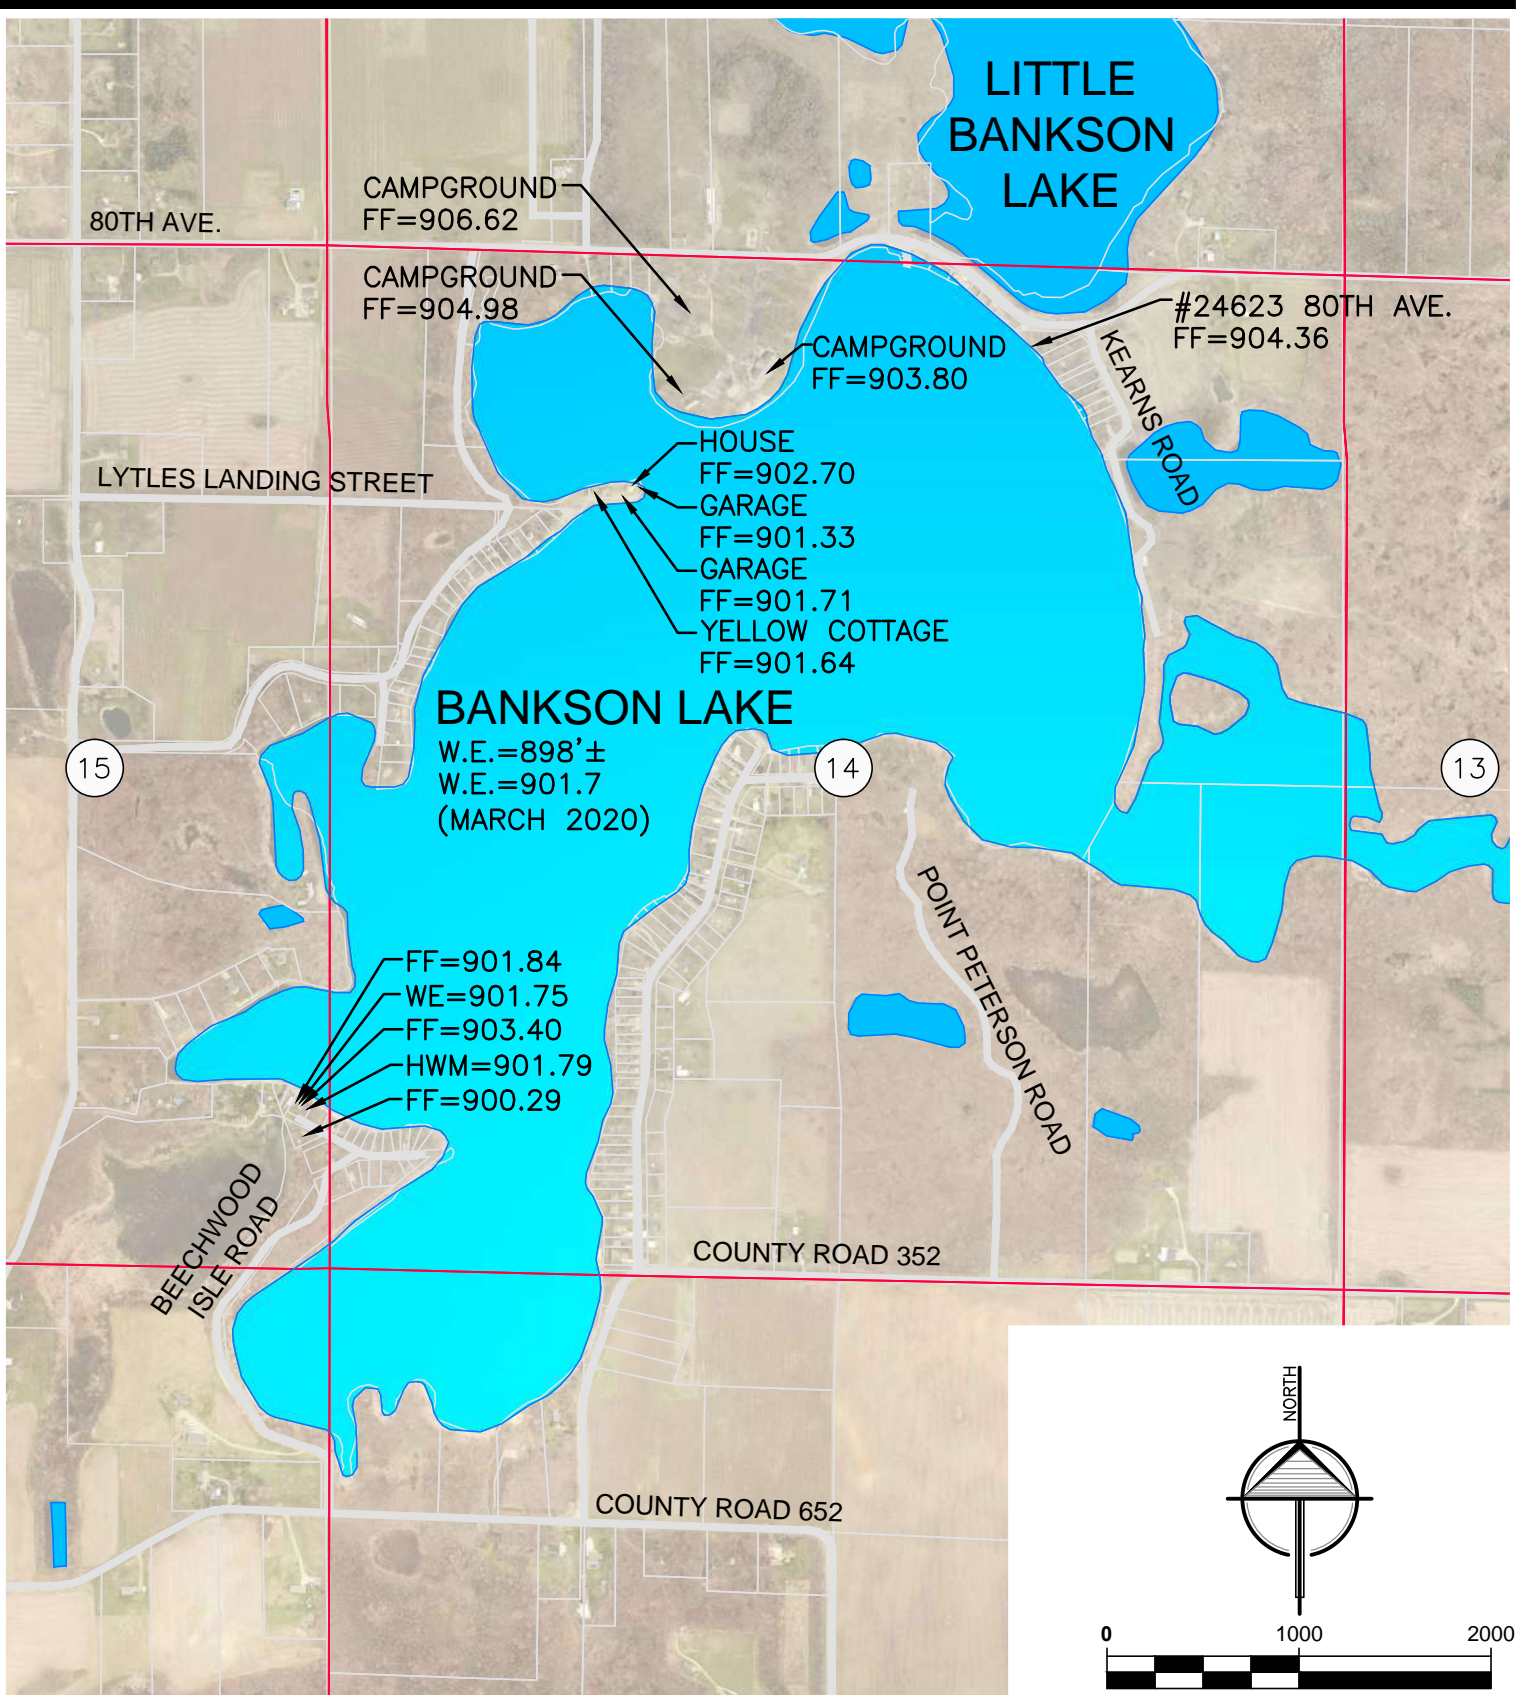 LITTLE
BANKSON
LAKE
CAMPGROUND
FF=906.62
80TH AVE.
CAMPGROUND
FF=904.98
#24623 80TH AVE.
FF=904.36
CAMPGROUND
FF=903.80
KEARNS ROAD
HOUSE
FF=902.70
LYTLES LANDING STREET
GARAGE
FF=901.33
GARAGE
FF=901.71
YELLOW COTTAGE
FF=901.64
BANKSON LAKE
W.E.=898'±
W.E.=901.7
(MARCH 2020)
15
14
13
POINT PETERSON ROAD
FF=901.84
WE=901.75
FF=903.40
HWM=901.79
FF=900.29
BEECHWOOD
ISLE ROAD
COUNTY ROAD 352
COUNTY ROAD 652
NORTH
0 1000 2000